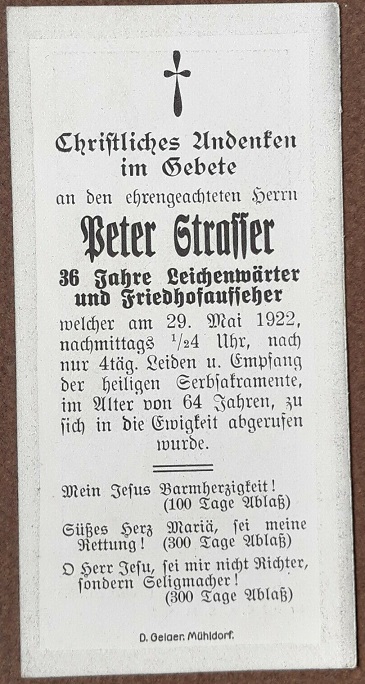 Christliches Andenken
im Gebete
an den ehrengeachteten Herrn
Peter Strasser
36 Jahre Leichenwärter
und Friedhofaufseher
welcher am 29. Mai 1922,
nachmittags 1/24 Uhr, nach
nur 4täg. Leiden u. Empfang
der heiligen Serbsakramente,
im Alter von 64 Jahren, zu
sich in die Ewigkeit abgerufen
wurde.
Mein Jesus Barmherzigkeit!
(100 Tage Ablaß)
Süßes Herz Mariä, sei meine
Rettung! (300 Tage Ablaß)
O Herr Jesu, sei mir nicht Richter,
sondern Seligmacher!
(300 Tage Ablaß)
D. Geiger, Mühldorf.